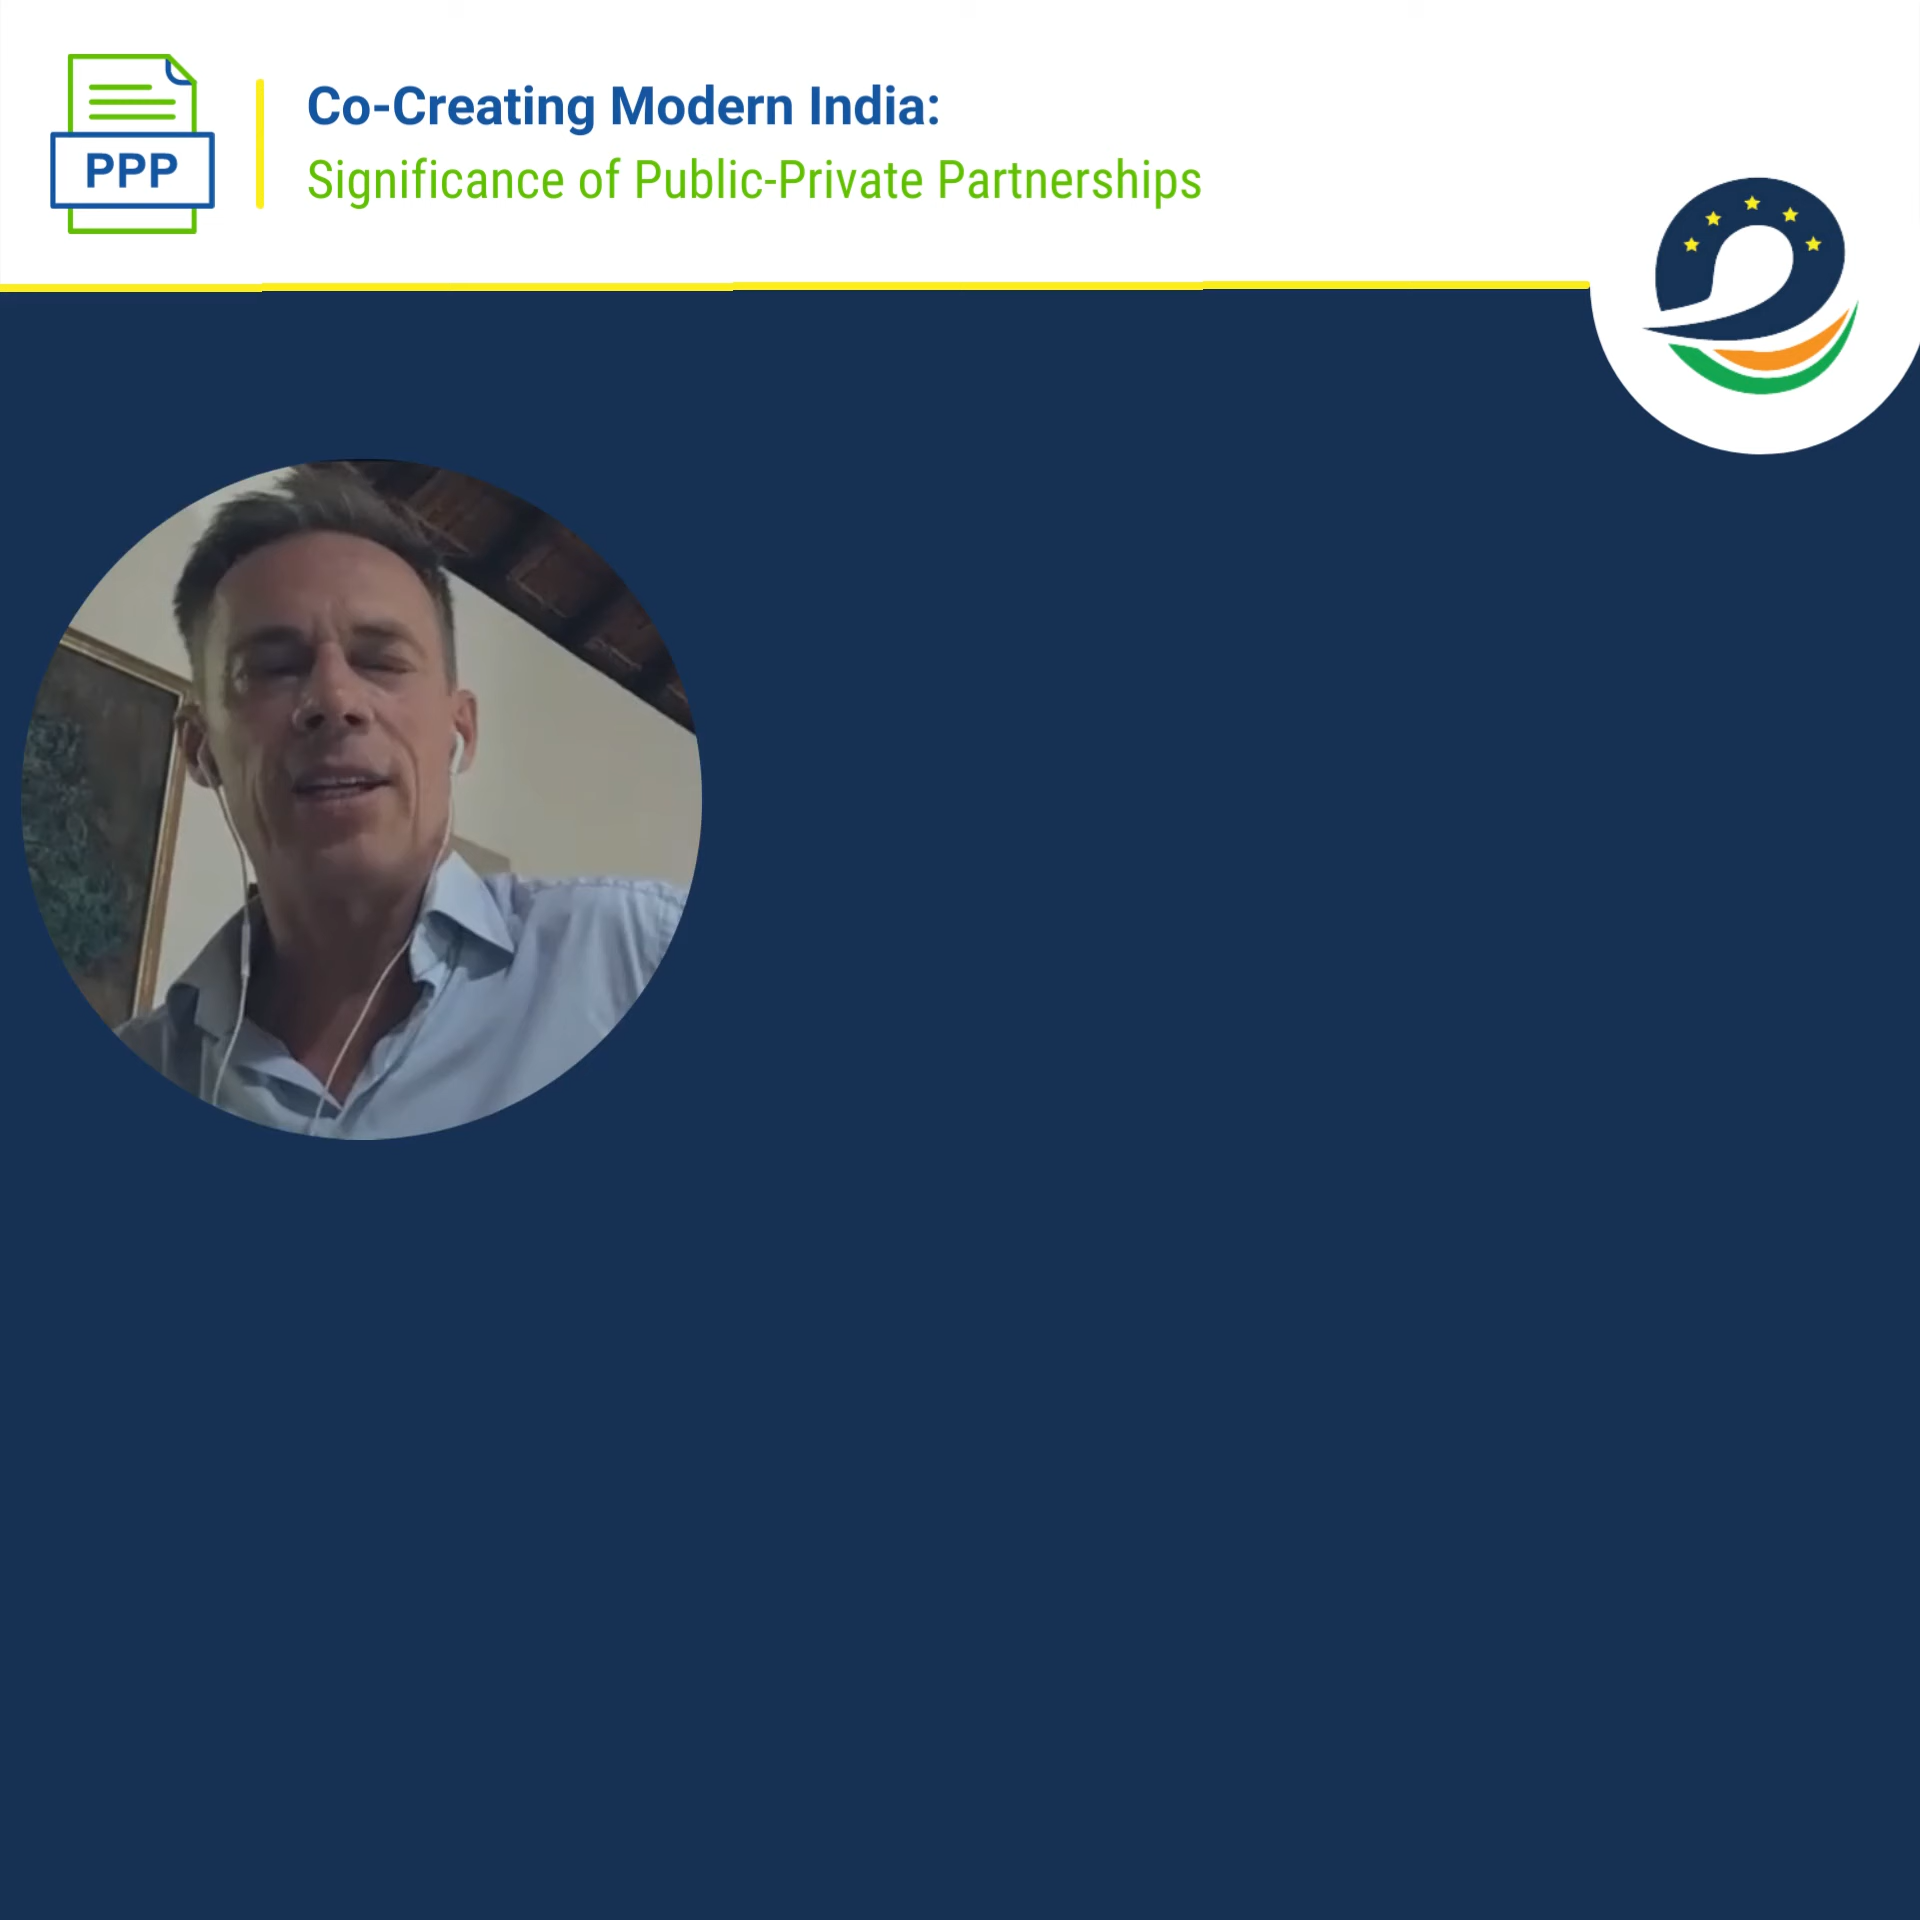 PPP
Co-Creating Modern India:
Significance of Public-Private Partnerships